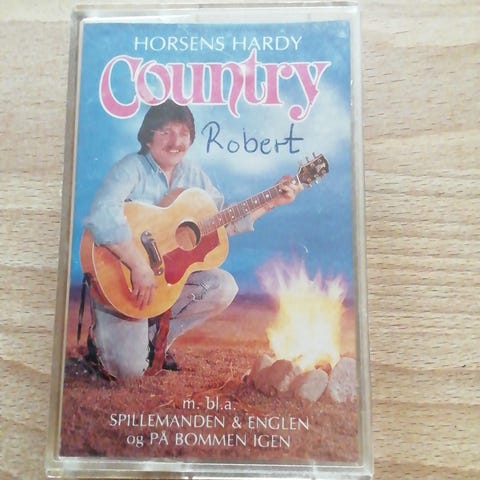 HORSENS HARDY
Country
Robert
m. bl.a.
SPILLEMANDEN & ENGLEN
og PÅ BOMMEN IGEN